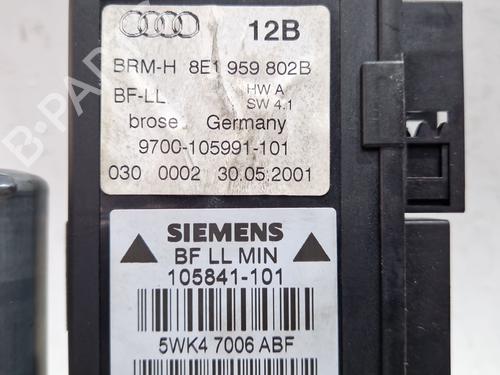 12B
BRM-H 8E1 959 802B
BF-LL HW A
SW 4.1
brose Germany
9700-105991-101
030 0002 30.05.2001
SIEMENS
BF LL MIN
105841-101
5WK4 7006 ABF
B-PARTS